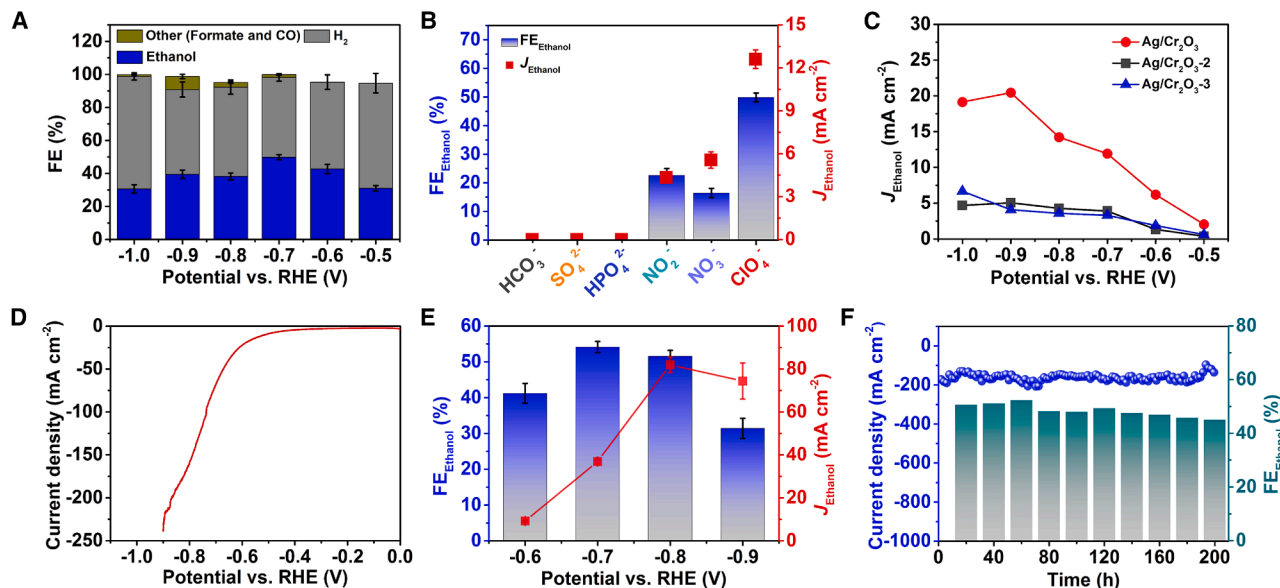 A
Other (Formate and CO) H₂
Ethanol
FE (%)
120
100
80
60
40
20
0
-1.0 -0.9 -0.8 -0.7 -0.6 -0.5
Potential vs. RHE (V)
B
FE_Ethanol
J_Ethanol
FE_Ethanol (%)
70
60
50
40
30
20
10
0
HCO₃⁻ SO₄²⁻ HPO₄²⁻ NO₂⁻ NO₃⁻ ClO₄⁻
15
12
9
6
3
0
J_Ethanol (mA cm⁻²)
C
Ag/Cr₂O₃
Ag/Cr₂O₃-2
Ag/Cr₂O₃-3
J_Ethanol (mA cm⁻²)
30
25
20
15
10
5
0
-1.0 -0.9 -0.8 -0.7 -0.6 -0.5
Potential vs. RHE (V)
D
Current density (mA cm⁻²)
0
-50
-100
-150
-200
-250
-1.0 -0.8 -0.6 -0.4 -0.2 0.0
Potential vs. RHE (V)
E
FE_Ethanol (%)
60
50
40
30
20
10
0
-0.6 -0.7 -0.8 -0.9
Potential vs. RHE (V)
100
80
60
40
20
0
J_Ethanol (mA cm⁻²)
F
Current density (mA cm⁻²)
0
-200
-400
-600
-800
-1000
0 40 80 120 160 200
Time (h)
80
60
40
20
0
FE_Ethanol (%)